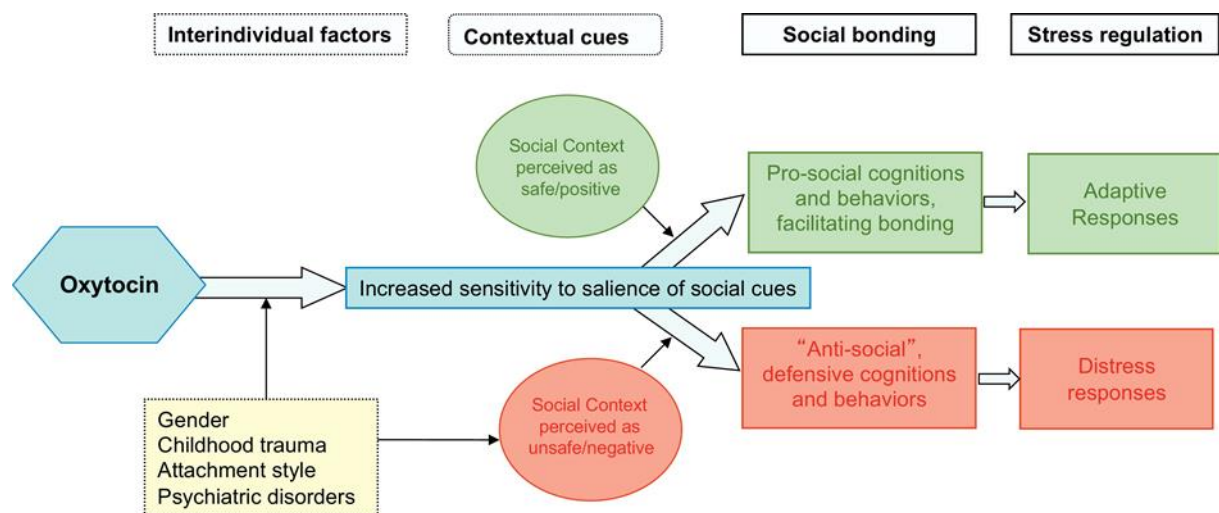 Interindividual factors
Contextual cues
Social bonding
Stress regulation
Social Context
perceived as
safe/positive
Pro-social cognitions
and behaviors,
facilitating bonding
Adaptive
Responses
Oxytocin
Increased sensitivity to salience of social cues
“Anti-social”,
defensive cognitions
and behaviors
Distress
responses
Social Context
perceived as
unsafe/negative
Gender
Childhood trauma
Attachment style
Psychiatric disorders